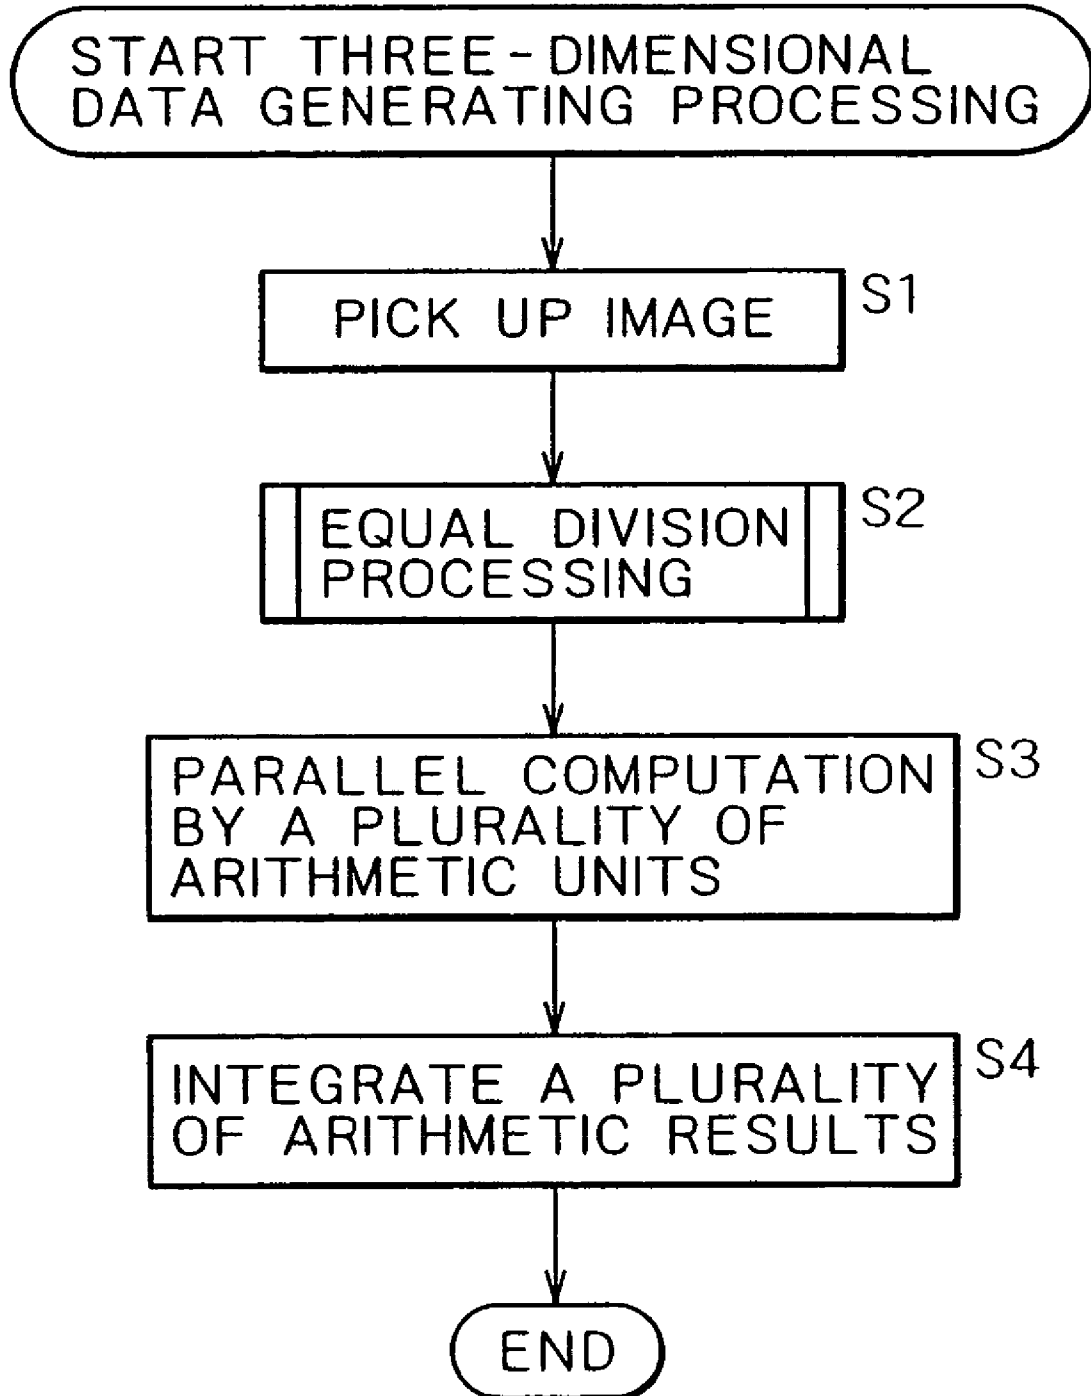 START THREE-DIMENSIONAL
DATA GENERATING PROCESSING
PICK UP IMAGE
S1
EQUAL DIVISION
PROCESSING
S2
PARALLEL COMPUTATION
BY A PLURALITY OF
ARITHMETIC UNITS
S3
INTEGRATE A PLURALITY
OF ARITHMETIC RESULTS
S4
END